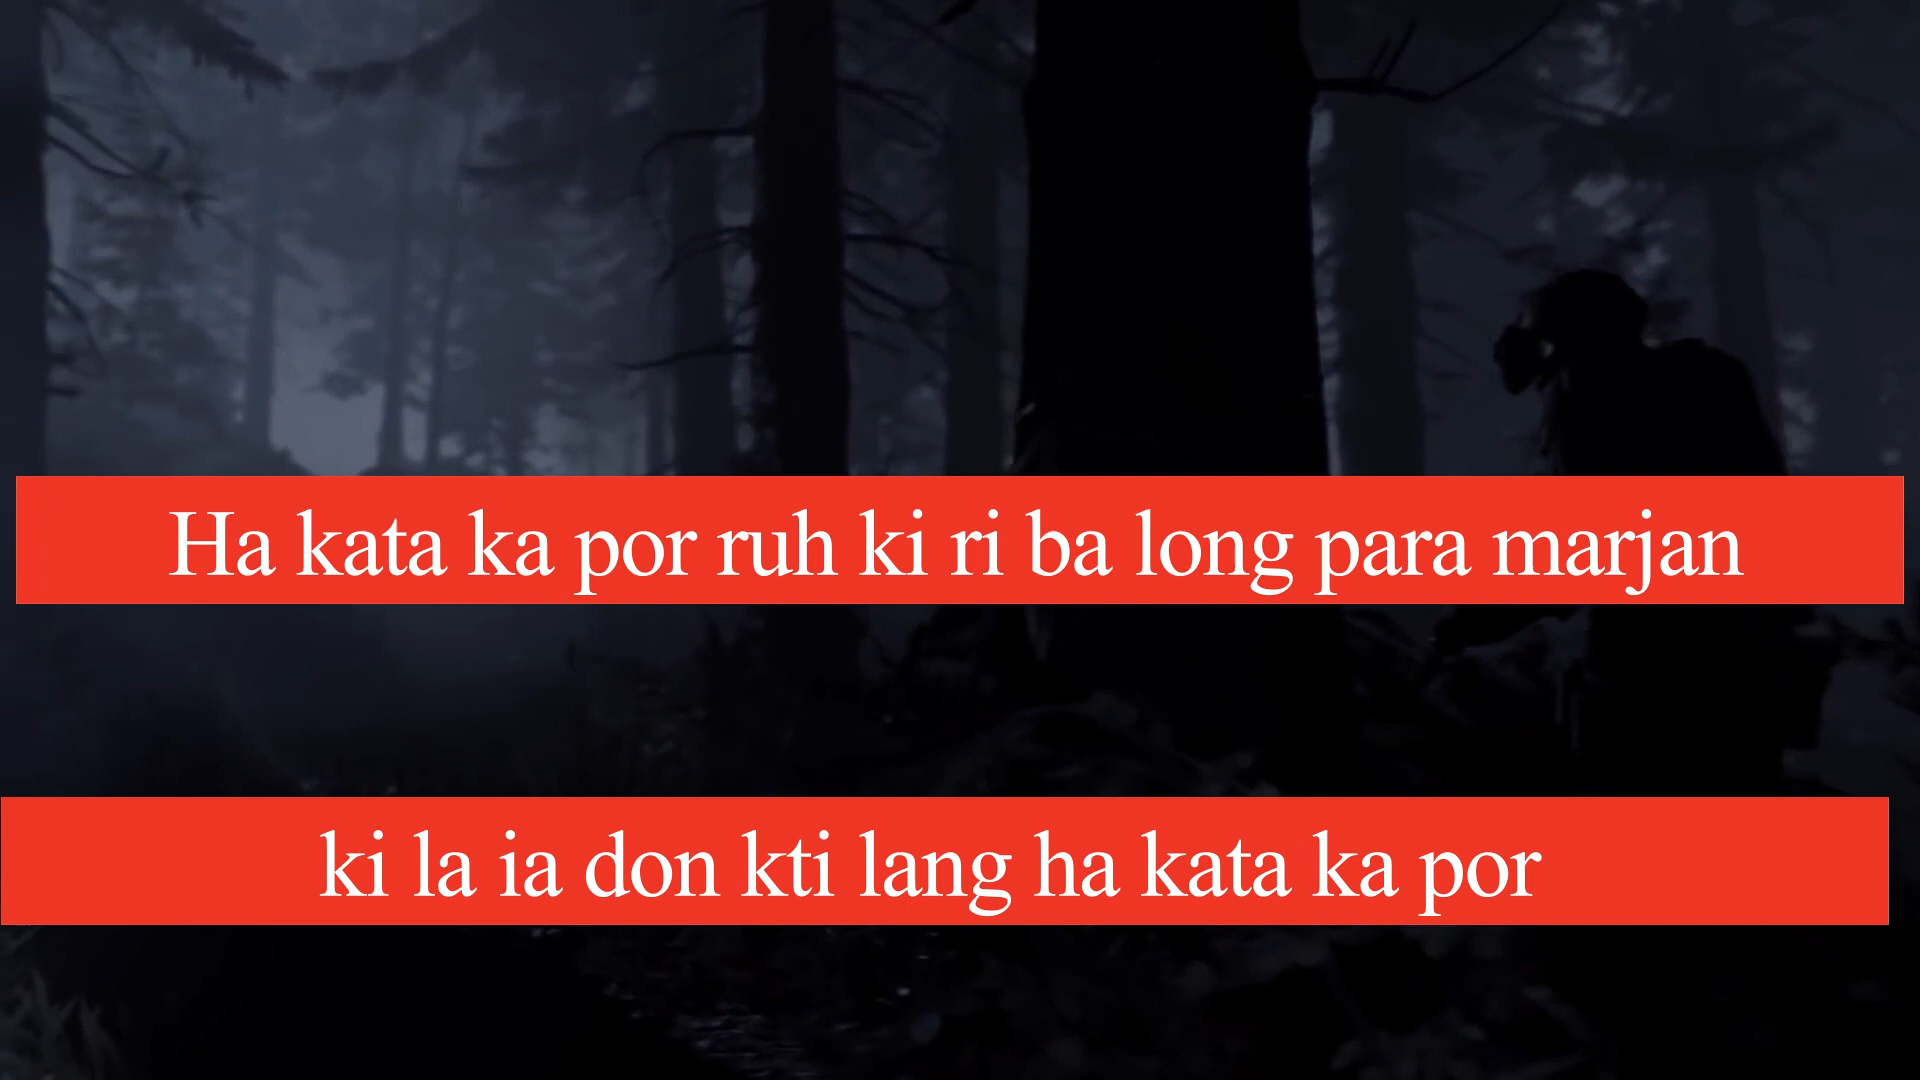 Ha kata ka por ruh ki ri ba long para marjan
ki la ia don kti lang ha kata ka por